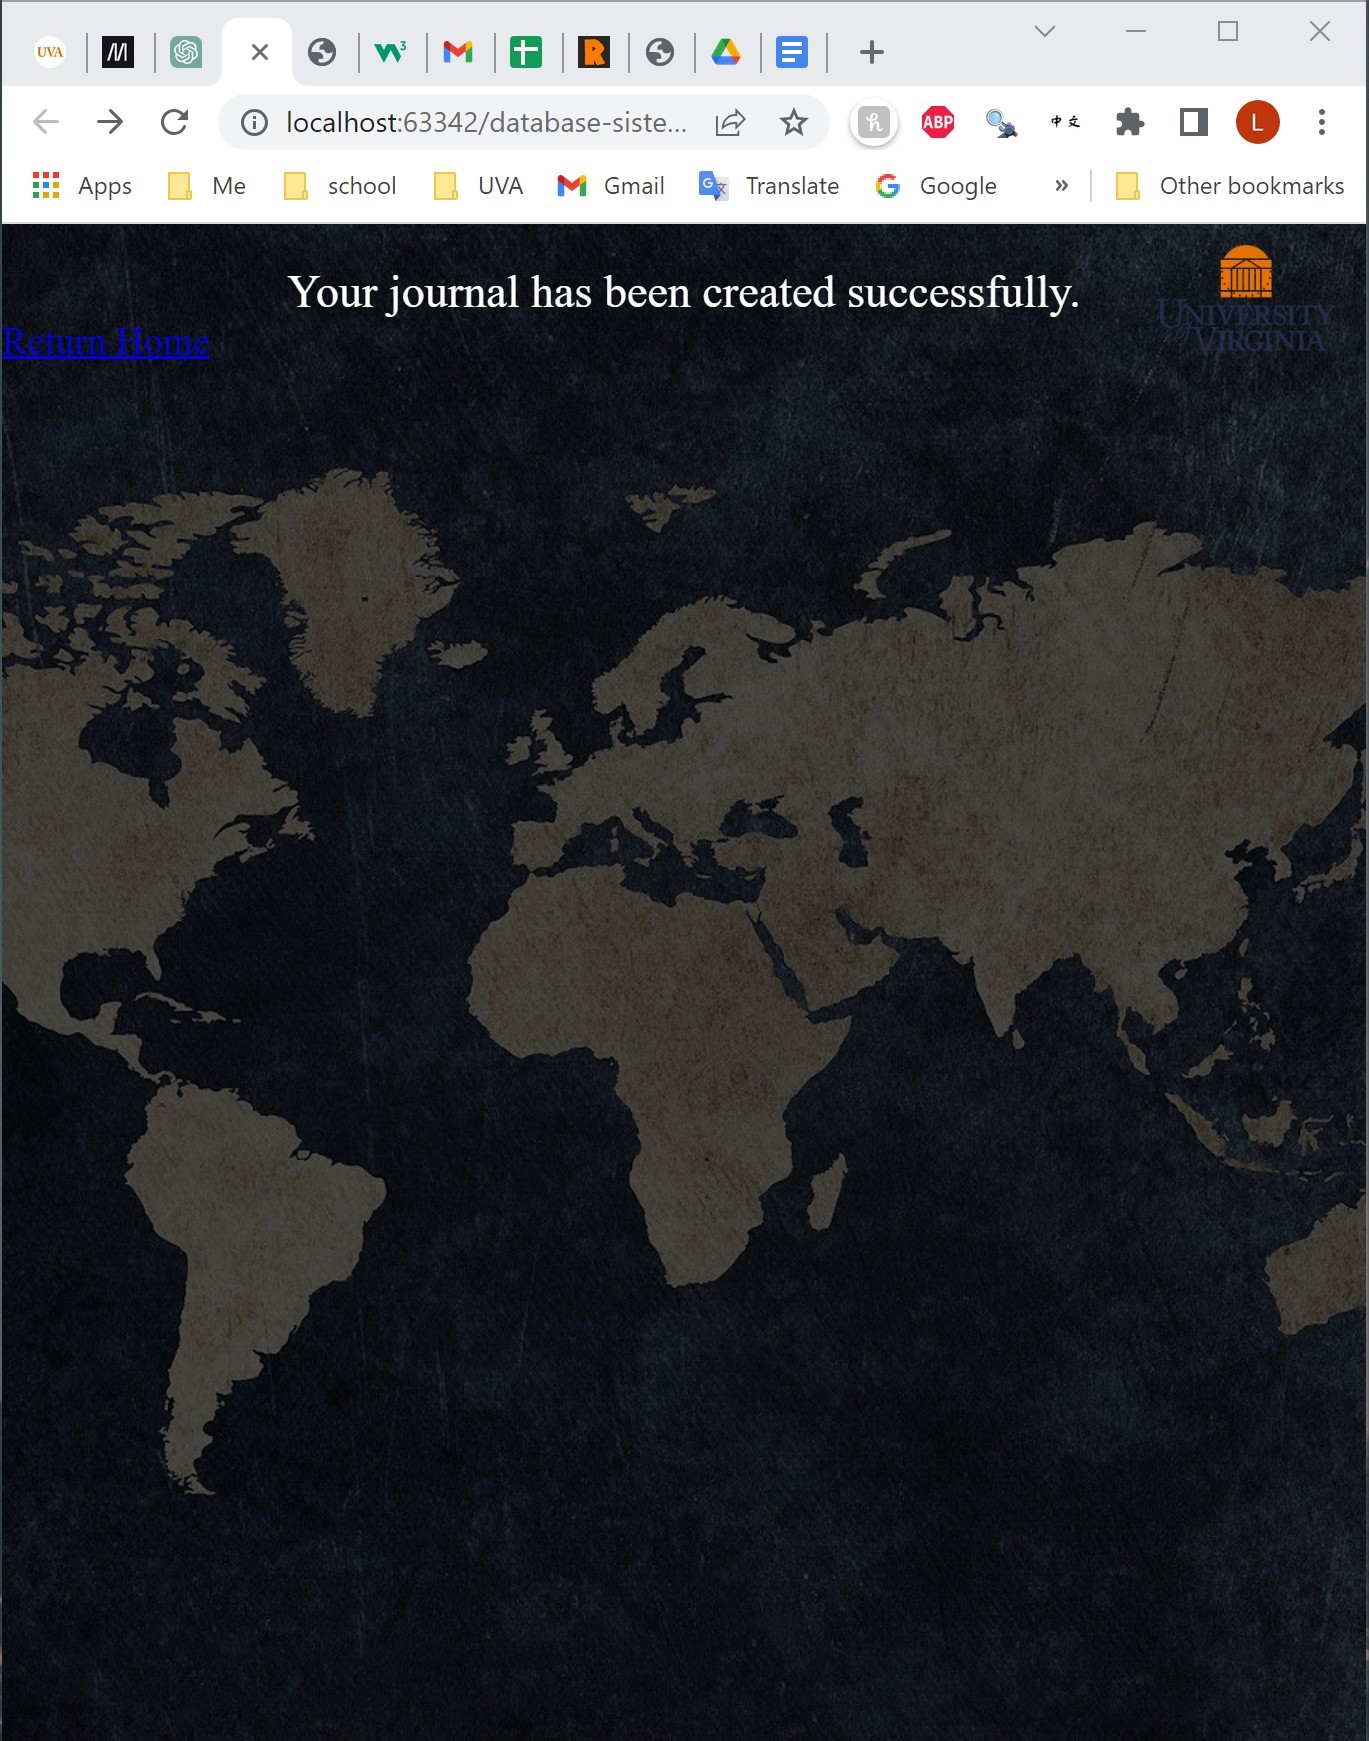 UVA
3
localhost:63342/database-siste...
ABP
中文
L
Apps
Me
school
UVA
Gmail
Translate
Google
»
Other bookmarks
Your journal has been created successfully.
UNIVERSITY
of VIRGINIA
Return Home